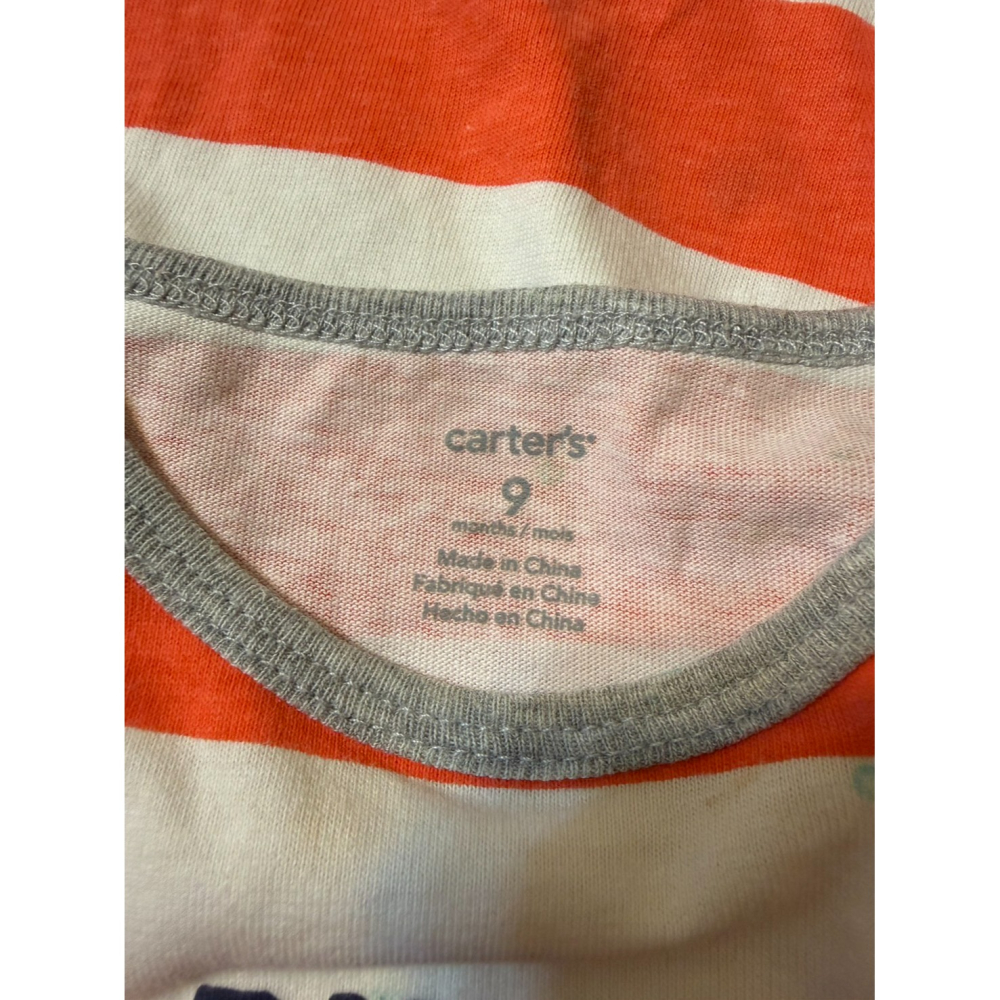 carter's
9
months / mois
Made in China
Fabriqué en Chine
Hecho en China